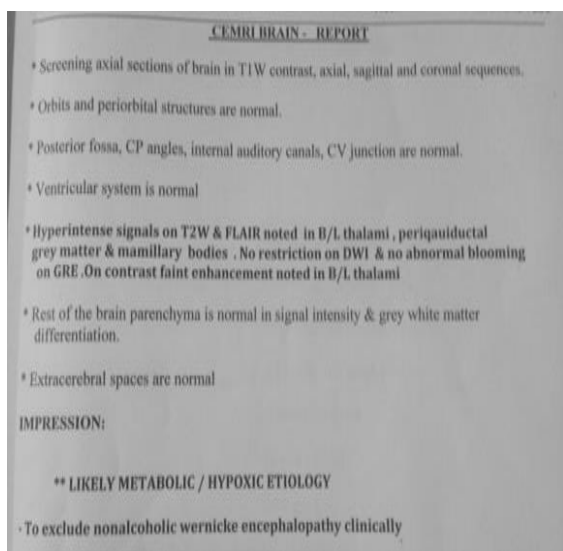 CEMRI BRAIN - REPORT
* Screening axial sections of brain in T1W contrast, axial, sagittal and coronal sequences.
* Orbits and periorbital structures are normal.
* Posterior fossa, CP angles, internal auditory canals, CV junction are normal.
* Ventricular system is normal
* Hyperintense signals on T2W & FLAIR noted in B/L thalami , periqauiductal
grey matter & mamillary bodies . No restriction on DWI & no abnormal blooming
on GRE .On contrast faint enhancement noted in B/L thalami
* Rest of the brain parenchyma is normal in signal intensity & grey white matter
differentiation.
* Extracerebral spaces are normal
IMPRESSION:
** LIKELY METABOLIC / HYPOXIC ETIOLOGY
· To exclude nonalcoholic wernicke encephalopathy clinically